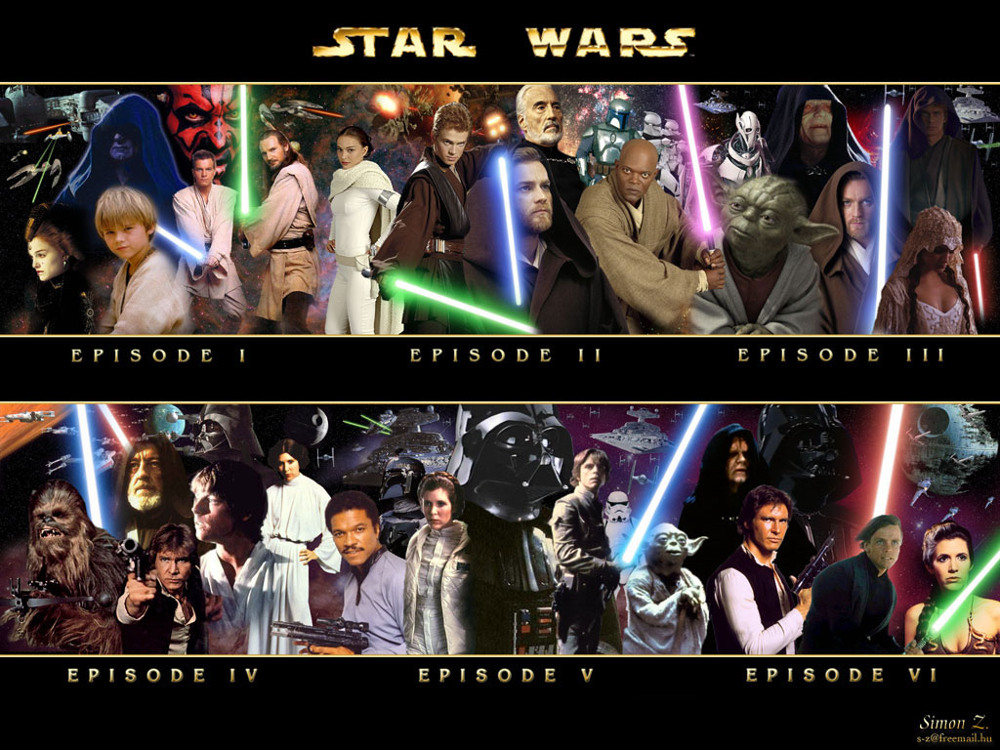 STAR WARS
EPISODE I EPISODE II EPISODE III
EPISODE IV EPISODE V EPISODE VI
Simon Z.
s-z@freemail.hu